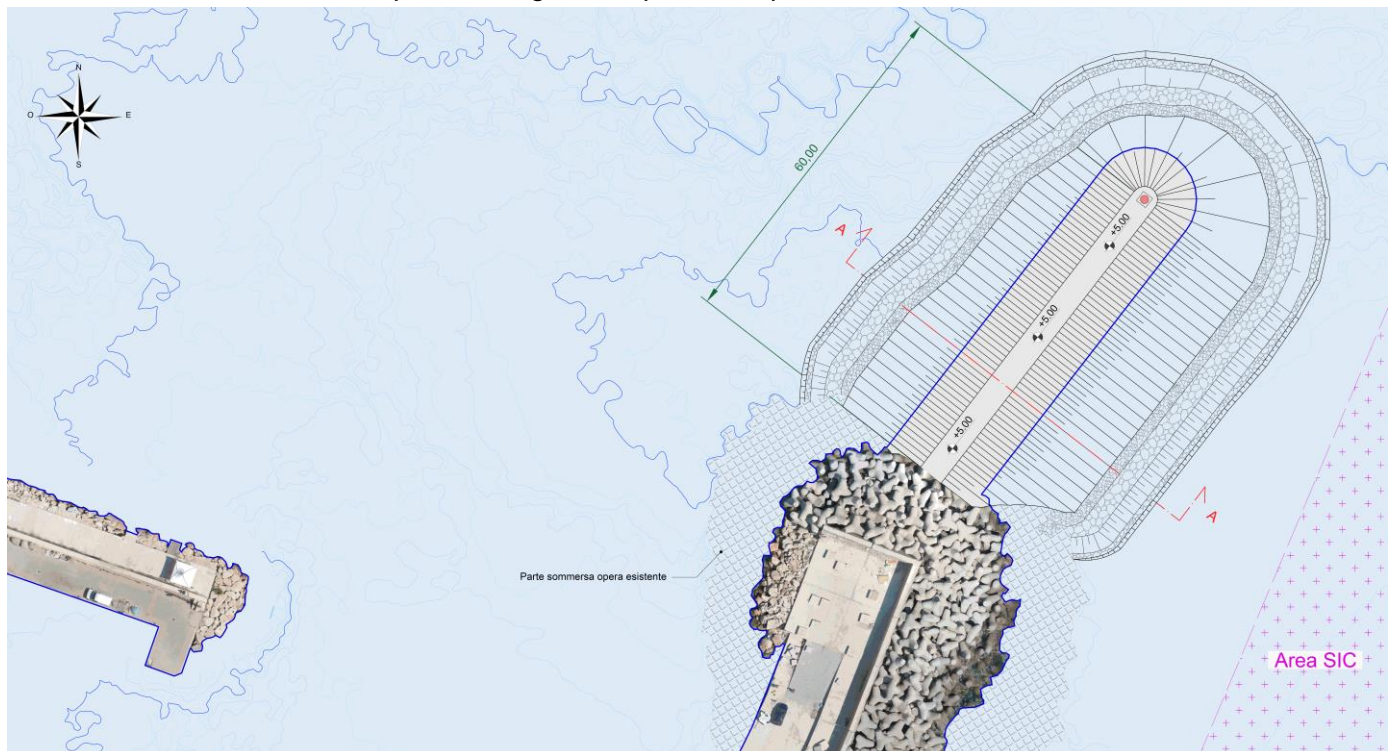 N
O
E
S
60,00
A
+5.00
+5.00
+5.00
A
Parte sommersa opera esistente
Area SIC